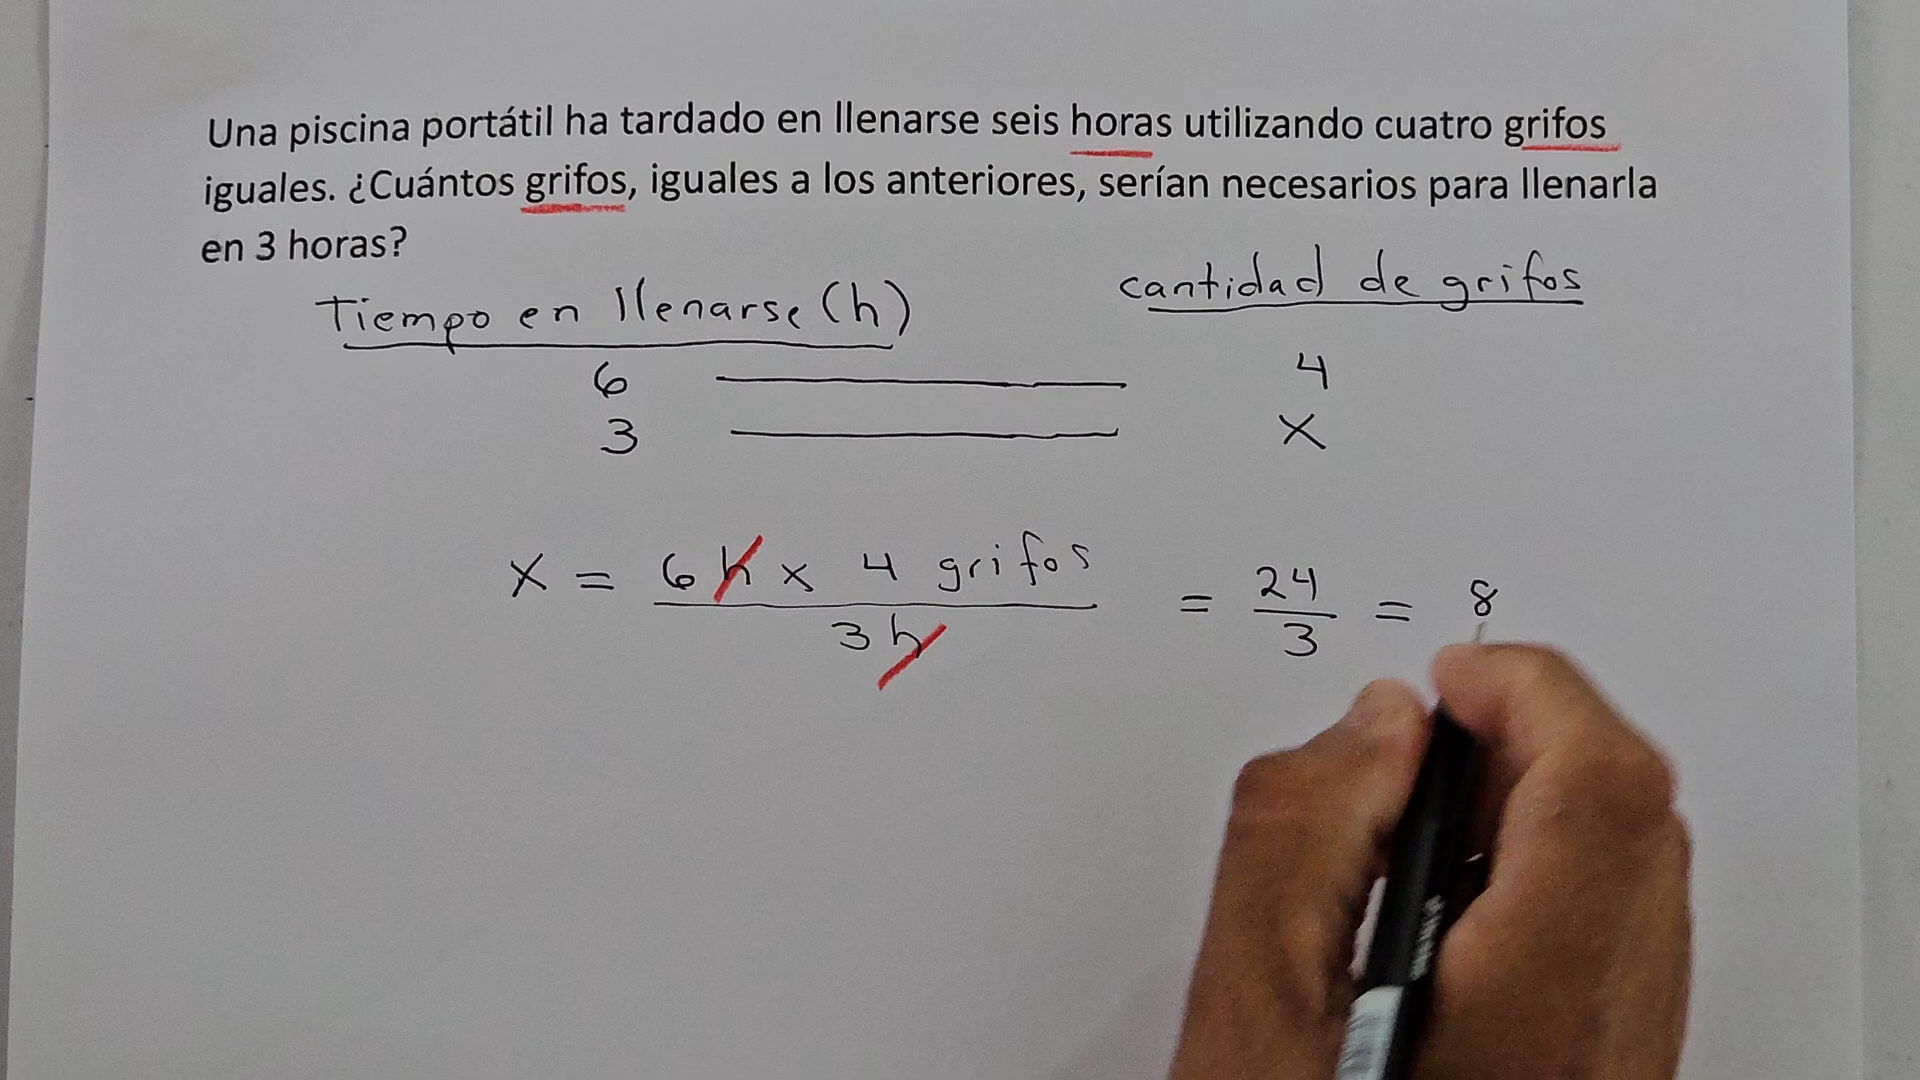 Una piscina portátil ha tardado en llenarse seis horas utilizando cuatro grifos
iguales. ¿Cuántos grifos, iguales a los anteriores, serían necesarios para llenarla
en 3 horas?
Tiempo en llenarse (h) cantidad de grifos
6 4
3 X
X = 6 h x 4 grifos / 3 h = 24 / 3 = 8